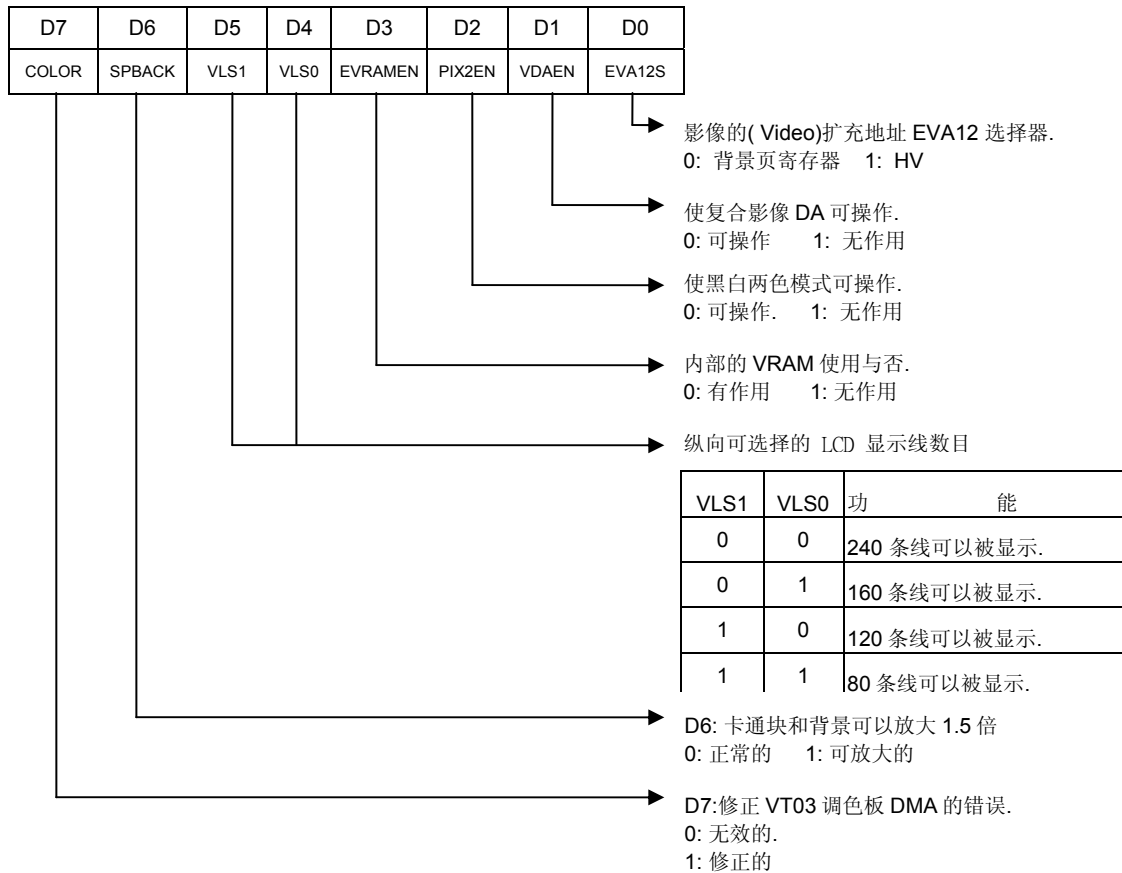 D7 D6 D5 D4 D3 D2 D1 D0
COLOR SPBACK VLS1 VLS0 EVRAMEN PIX2EN VDAEN EVA12S
影像的( Video)扩充地址 EVA12 选择器.
0: 背景页寄存器 1: HV
使复合影像 DA 可操作.
0: 可操作 1: 无作用
使黑白两色模式可操作.
0: 可操作. 1: 无作用
内部的 VRAM 使用与否.
0: 有作用 1: 无作用
纵向可选择的 LCD 显示线数目
VLS1 VLS0 功 能
0 0 240 条线可以被显示.
0 1 160 条线可以被显示.
1 0 120 条线可以被显示.
1 1 80 条线可以被显示.
D6: 卡通块和背景可以放大 1.5 倍
0: 正常的 1: 可放大的
D7:修正 VT03 调色板 DMA 的错误.
0: 无效的.
1: 修正的